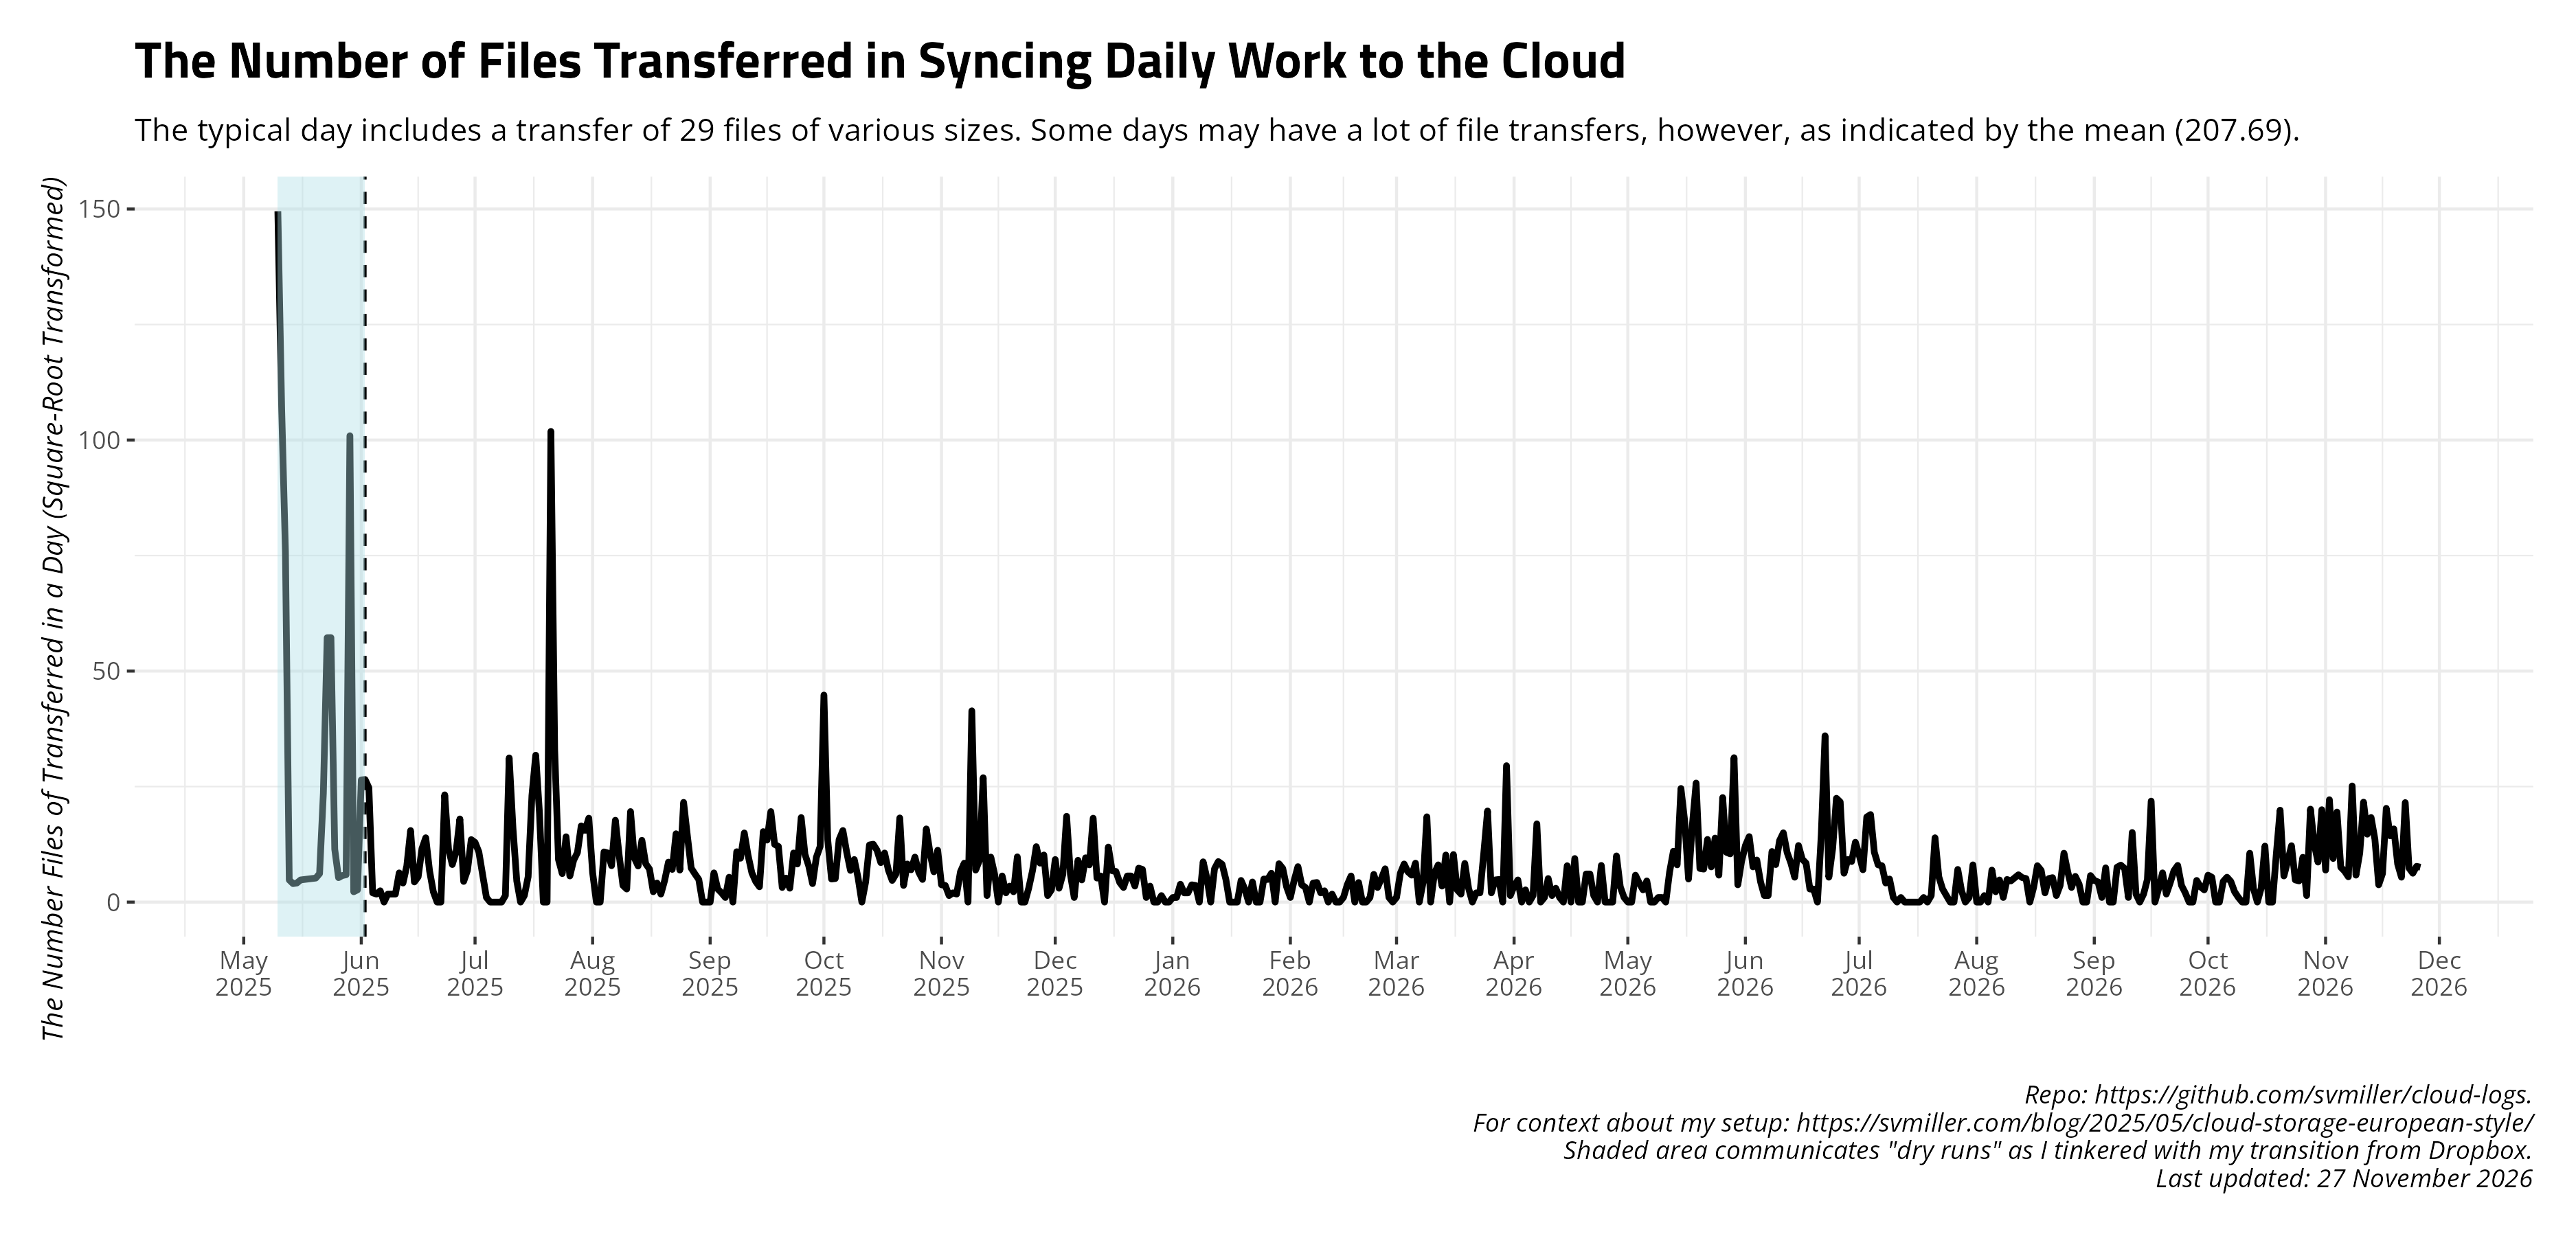 The Number of Files Transferred in Syncing Daily Work to the Cloud
The typical day includes a transfer of 29 files of various sizes. Some days may have a lot of file transfers, however, as indicated by the mean (207.69).
The Number Files of Transferred in a Day (Square-Root Transformed)
150
100
50
0
May Jun Jul Aug Sep Oct Nov Dec Jan Feb Mar Apr May Jun Jul Aug Sep Oct Nov Dec
2025 2025 2025 2025 2025 2025 2025 2025 2026 2026 2026 2026 2026 2026 2026 2026 2026 2026 2026 2026
Repo: https://github.com/svmiller/cloud-logs.
For context about my setup: https://svmiller.com/blog/2025/05/cloud-storage-european-style/
Shaded area communicates "dry runs" as I tinkered with my transition from Dropbox.
Last updated: 27 November 2026